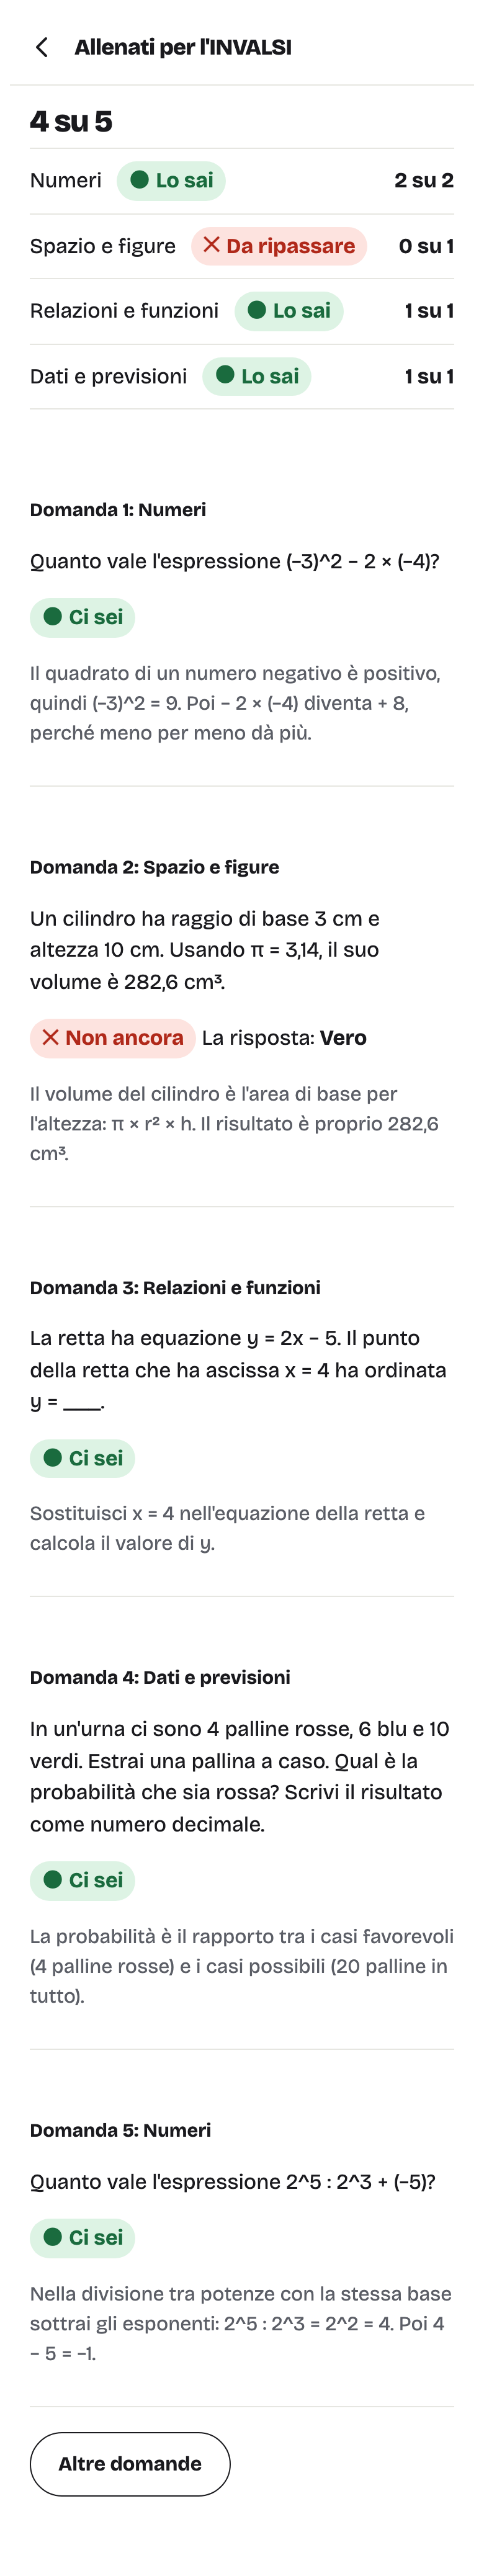 Allenati per l'INVALSI
4 su 5
Numeri Lo sai 2 su 2
Spazio e figure Da ripassare 0 su 1
Relazioni e funzioni Lo sai 1 su 1
Dati e previsioni Lo sai 1 su 1
Domanda 1: Numeri
Quanto vale l'espressione (−3)^2 − 2 × (−4)?
Ci sei
Il quadrato di un numero negativo è positivo,
quindi (−3)^2 = 9. Poi − 2 × (−4) diventa + 8,
perché meno per meno dà più.
Domanda 2: Spazio e figure
Un cilindro ha raggio di base 3 cm e
altezza 10 cm. Usando π = 3,14, il suo
volume è 282,6 cm³.
Non ancora La risposta: Vero
Il volume del cilindro è l'area di base per
l'altezza: π × r² × h. Il risultato è proprio 282,6
cm³.
Domanda 3: Relazioni e funzioni
La retta ha equazione y = 2x − 5. Il punto
della retta che ha ascissa x = 4 ha ordinata
y = ____.
Ci sei
Sostituisci x = 4 nell'equazione della retta e
calcola il valore di y.
Domanda 4: Dati e previsioni
In un'urna ci sono 4 palline rosse, 6 blu e 10
verdi. Estrai una pallina a caso. Qual è la
probabilità che sia rossa? Scrivi il risultato
come numero decimale.
Ci sei
La probabilità è il rapporto tra i casi favorevoli
(4 palline rosse) e i casi possibili (20 palline in
tutto).
Domanda 5: Numeri
Quanto vale l'espressione 2^5 : 2^3 + (−5)?
Ci sei
Nella divisione tra potenze con la stessa base
sottrai gli esponenti: 2^5 : 2^3 = 2^2 = 4. Poi 4
− 5 = −1.
Altre domande